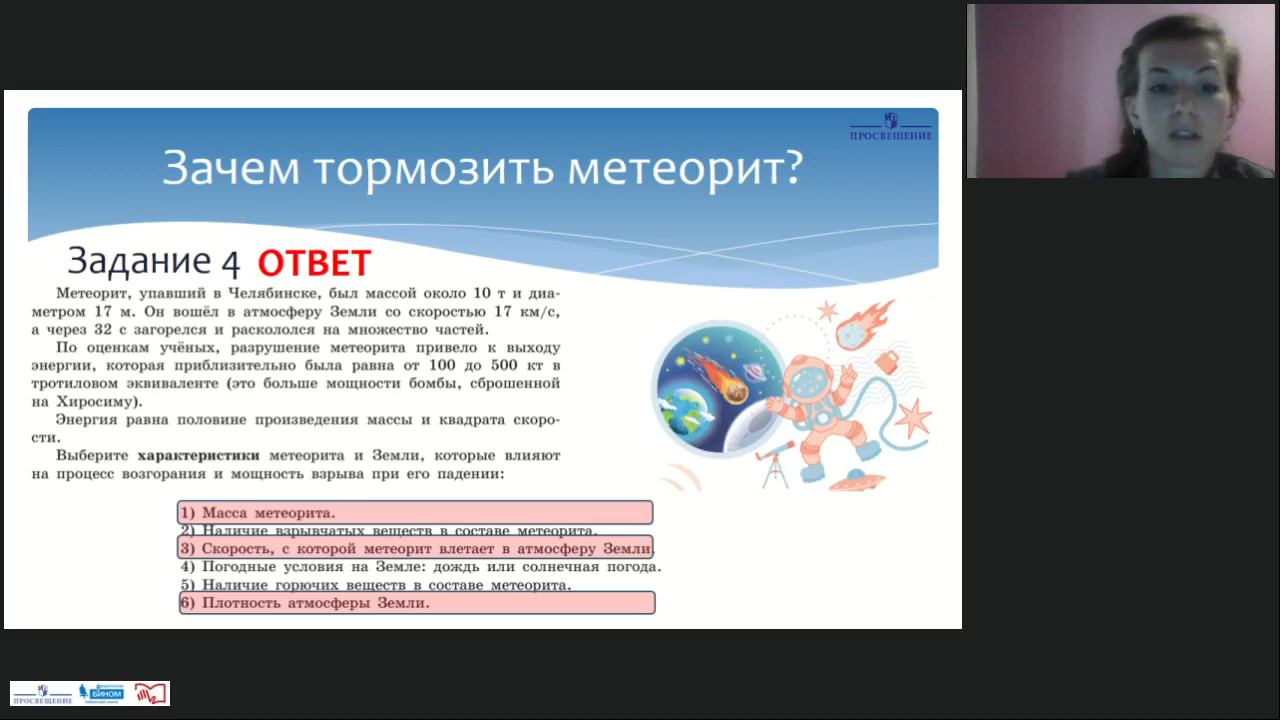 ПРОСВЕЩЕНИЕ
Зачем тормозить метеорит?
Задание 4 ОТВЕТ
Метеорит, упавший в Челябинске, был массой около 10 т и диа-
метром 17 м. Он вошёл в атмосферу Земли со скоростью 17 км/с,
а через 32 с загорелся и раскололся на множество частей.
По оценкам учёных, разрушение метеорита привело к выходу
энергии, которая приблизительно была равна от 100 до 500 кт в
тротиловом эквиваленте (это больше мощности бомбы, сброшенной
на Хиросиму).
Энергия равна половине произведения массы и квадрата скоро-
сти.
Выберите характеристики метеорита и Земли, которые влияют
на процесс возгорания и мощность взрыва при его падении:
1) Масса метеорита.
2) Наличие взрывчатых веществ в составе метеорита.
3) Скорость, с которой метеорит влетает в атмосферу Земли.
4) Погодные условия на Земле: дождь или солнечная погода.
5) Наличие горючих веществ в составе метеорита.
6) Плотность атмосферы Земли.
ПРОСВЕЩЕНИЕ
БИНОМ